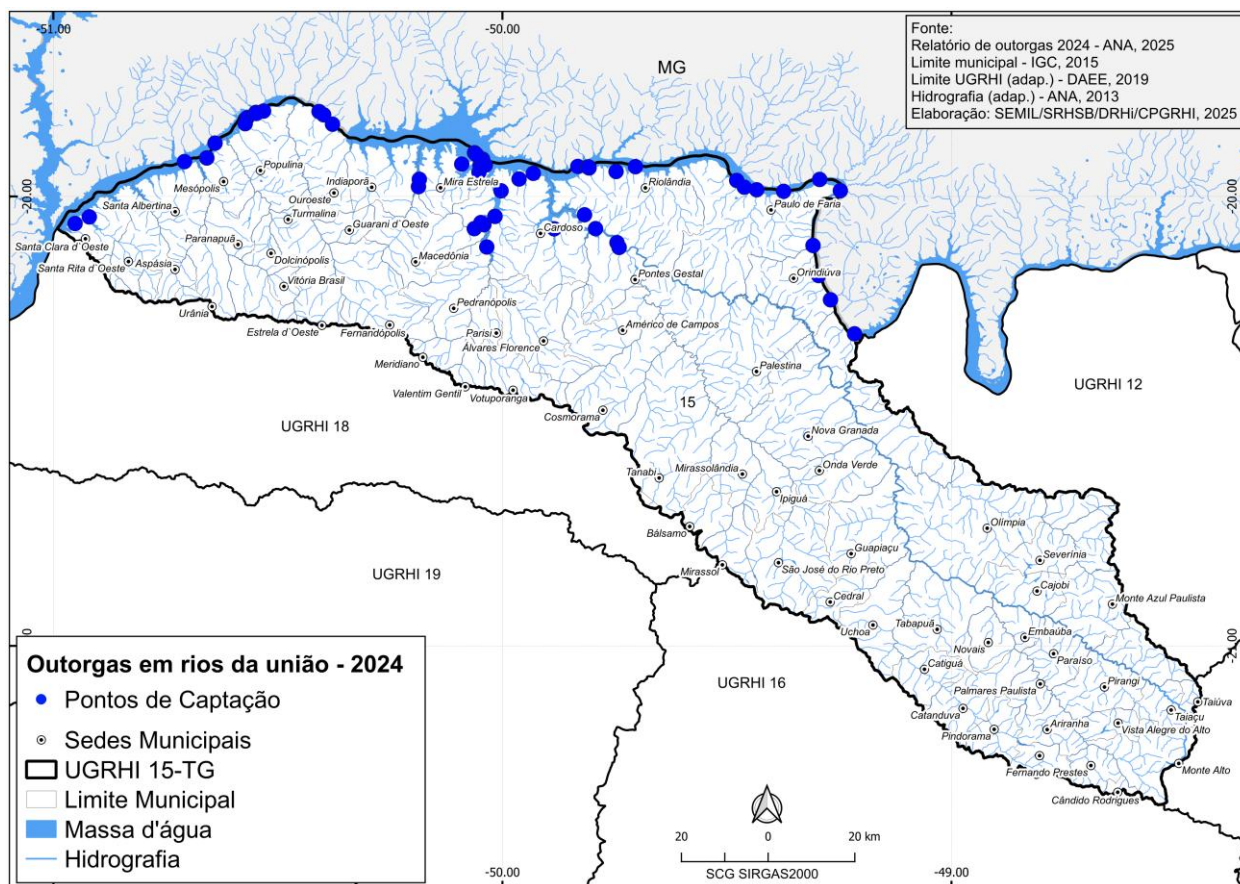 -51.00
-50.00
Fonte:
Relatório de outorgas 2024 - ANA, 2025
Limite municipal - IGC, 2015
Limite UGRHI (adap.) - DAEE, 2019
Hidrografia (adap.) - ANA, 2013
Elaboração: SEMIL/SRHSB/DRHi/CPGRHI, 2025
MG
Populina
Mesópolis
Indiaporã
Mira Estrela
Riolândia
-20.00
-20.00
Ouroeste
Santa Albertina
Turmalina
Paulo de Faria
Guarani d´Oeste
Cardoso
Santa Clara d´Oeste
Paranapuã
Dolcinópolis
Macedônia
Santa Rita d´Oeste
Aspásia
Pontes Gestal
Orindiúva
Vitória Brasil
Urânia
Pedranópolis
Estrela d´Oeste
Fernandópolis
Parisi
Álvares Florence
Américo de Campos
Meridiano
Palestina
UGRHI 12
Valentim Gentil
Votuporanga
15
Cosmorama
UGRHI 18
Nova Granada
Tanabi
Mirassolândia
Onda Verde
Ipiguá
Bálsamo
Olímpia
Guapiaçu
Severínia
Mirassol
São José do Rio Preto
UGRHI 19
Cajobi
Cedral
Monte Azul Paulista
Uchoa
Tabapuã
Embaúba
Novais
Paraíso
Catiguá
UGRHI 16
Palmares Paulista
Pirangi
Taiúva
Catanduva
Taiaçu
Ariranha
Vista Alegre do Alto
Pindorama
Fernando Prestes
Monte Alto
Cândido Rodrigues
Outorgas em rios da união - 2024
Pontos de Captação
Sedes Municipais
UGRHI 15-TG
Limite Municipal
Massa d'água
Hidrografia
20 0 20 km
SCG SIRGAS2000
-50.00
-49.00